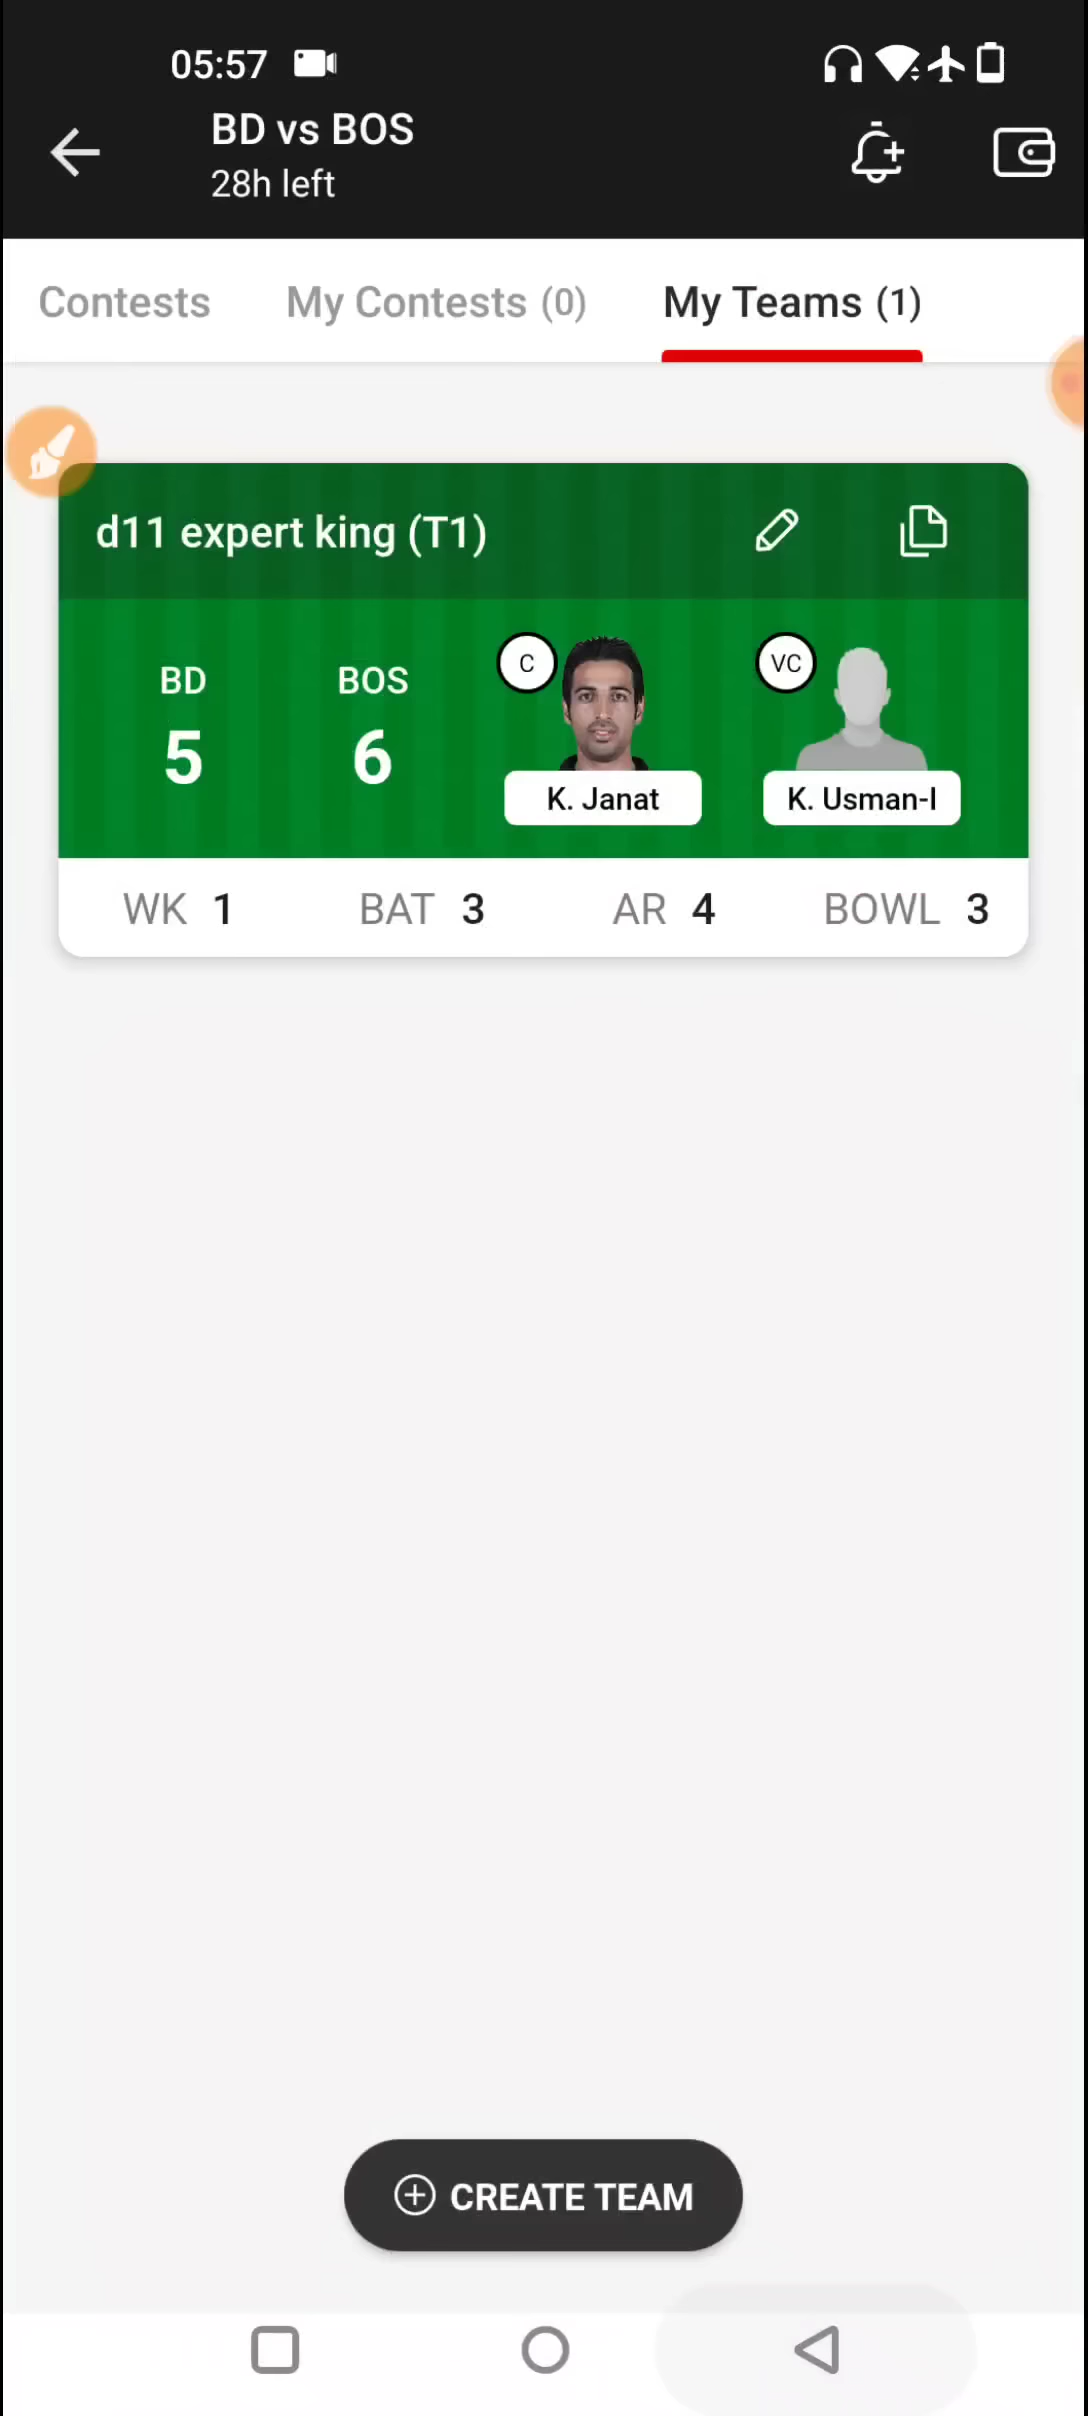 05:57
BD vs BOS
28h left
Contests
My Contests (0)
My Teams (1)
d11 expert king (T1)
BD
5
BOS
6
C
K. Janat
VC
K. Usman-I
WK 1
BAT 3
AR 4
BOWL 3
CREATE TEAM